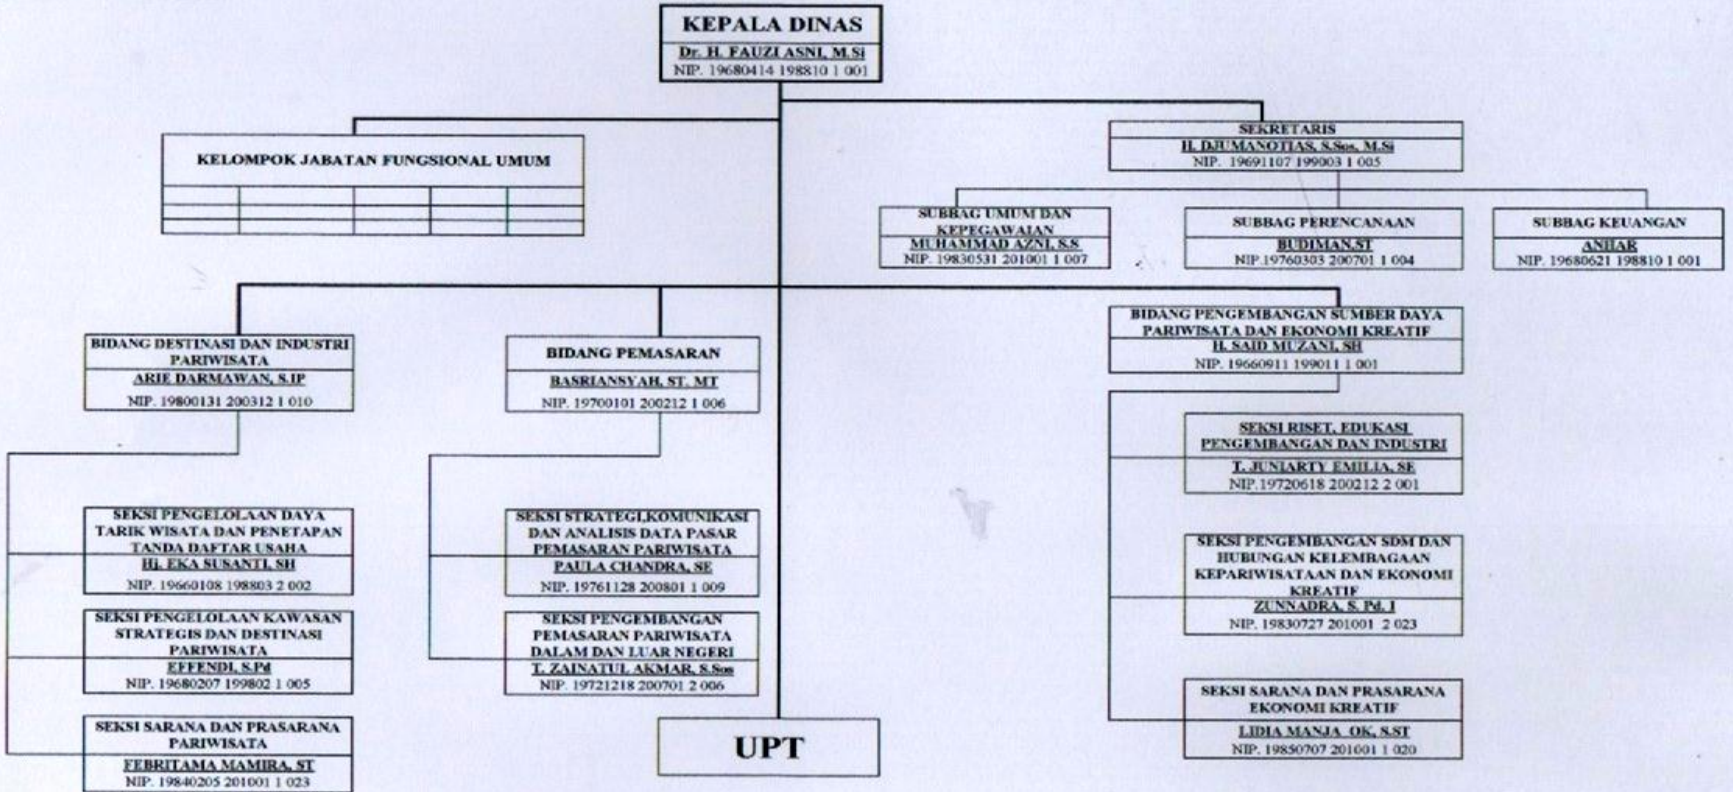 KEPALA DINAS
Dr. H. FAUZI ASNI, M.Si
NIP. 19680414 198810 1 001
KELOMPOK JABATAN FUNGSIONAL UMUM
SEKRETARIS
H. DJUMANOTIAS, S.Sos, M.Si
NIP. 19691107 199003 1 005
SUBBAG UMUM DAN
KEPEGAWAIAN
MUHAMMAD AZNI, S.S
NIP. 19830531 201001 1 007
SUBBAG PERENCANAAN
BUDIMAN,ST
NIP.19760303 200701 1 004
SUBBAG KEUANGAN
ANHAR
NIP. 19680621 198810 1 001
BIDANG DESTINASI DAN INDUSTRI
PARIWISATA
ARIE DARMAWAN, S.IP
NIP. 19800131 200312 1 010
SEKSI PENGELOLAAN DAYA
TARIK WISATA DAN PENETAPAN
TANDA DAFTAR USAHA
Hj. EKA SUSANTI, SH
NIP. 19660108 198803 2 002
SEKSI PENGELOLAAN KAWASAN
STRATEGIS DAN DESTINASI
PARIWISATA
EFFENDI, S.Pd
NIP. 19680207 199802 1 005
SEKSI SARANA DAN PRASARANA
PARIWISATA
FEBRITAMA MAMIRA, ST
NIP. 19840205 201001 1 023
BIDANG PEMASARAN
BASRIANSYAH, ST. MT
NIP. 19700101 200212 1 006
SEKSI STRATEGI,KOMUNIKASI
DAN ANALISIS DATA PASAR
PEMASARAN PARIWISATA
PAULA CHANDRA, SE
NIP. 19761128 200801 1 009
SEKSI PENGEMBANGAN
PEMASARAN PARIWISATA
DALAM DAN LUAR NEGERI
T. ZAINATUL AKMAR, S.Sos
NIP. 19721218 200701 2 006
UPT
BIDANG PENGEMBANGAN SUMBER DAYA
PARIWISATA DAN EKONOMI KREATIF
H. SAID MUZANI, SH
NIP. 19660911 199011 1 001
SEKSI RISET, EDUKASI
PENGEMBANGAN DAN INDUSTRI
T. JUNIARTY EMILIA, SE
NIP.19720618 200212 2 001
SEKSI PENGEMBANGAN SDM DAN
HUBUNGAN KELEMBAGAAN
KEPARIWISATAAN DAN EKONOMI
KREATIF
ZUNNADRA, S. Pd. I
NIP. 19830727 201001 2 023
SEKSI SARANA DAN PRASARANA
EKONOMI KREATIF
LIDIA MANJA OK, S.ST
NIP. 19850707 201001 1 020